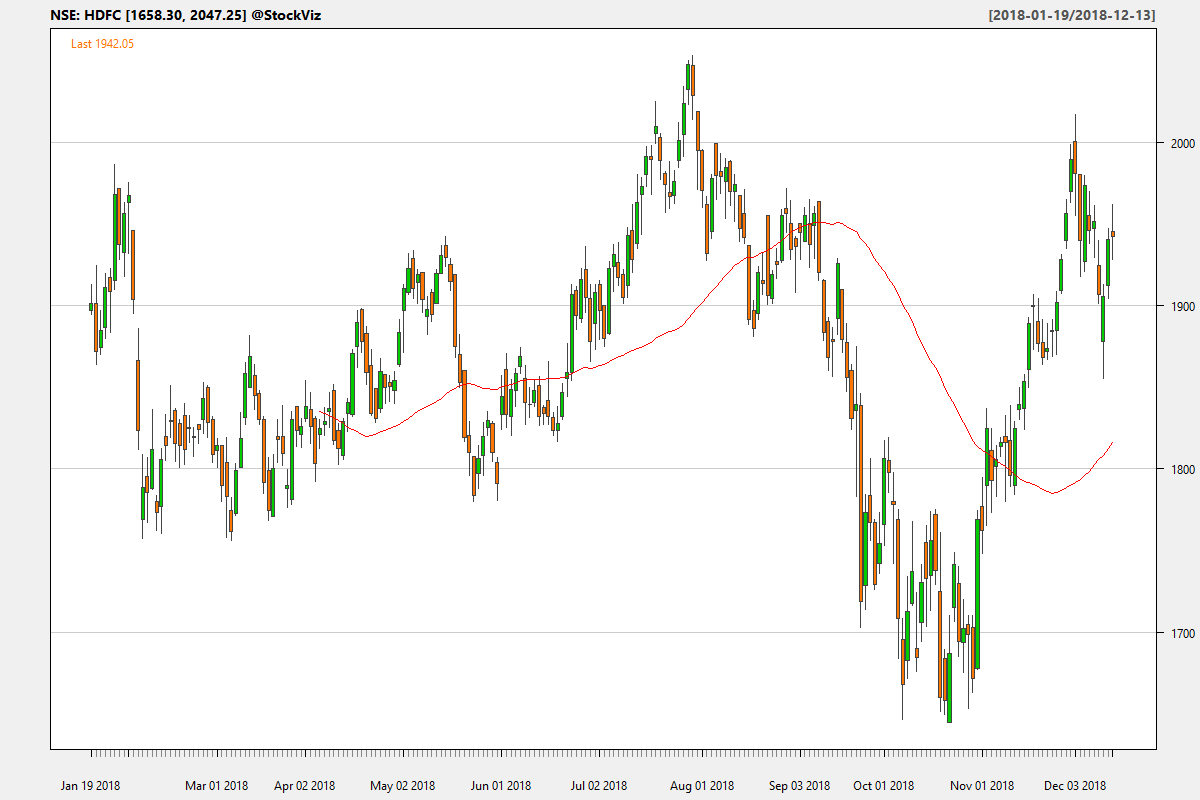 NSE: HDFC [1658.30, 2047.25] @StockViz [2018-01-19/2018-12-13]
Last 1942.05
2000
1900
1800
1700
Jan 19 2018 Mar 01 2018 Apr 02 2018 May 02 2018 Jun 01 2018 Jul 02 2018 Aug 01 2018 Sep 03 2018 Oct 01 2018 Nov 01 2018 Dec 03 2018